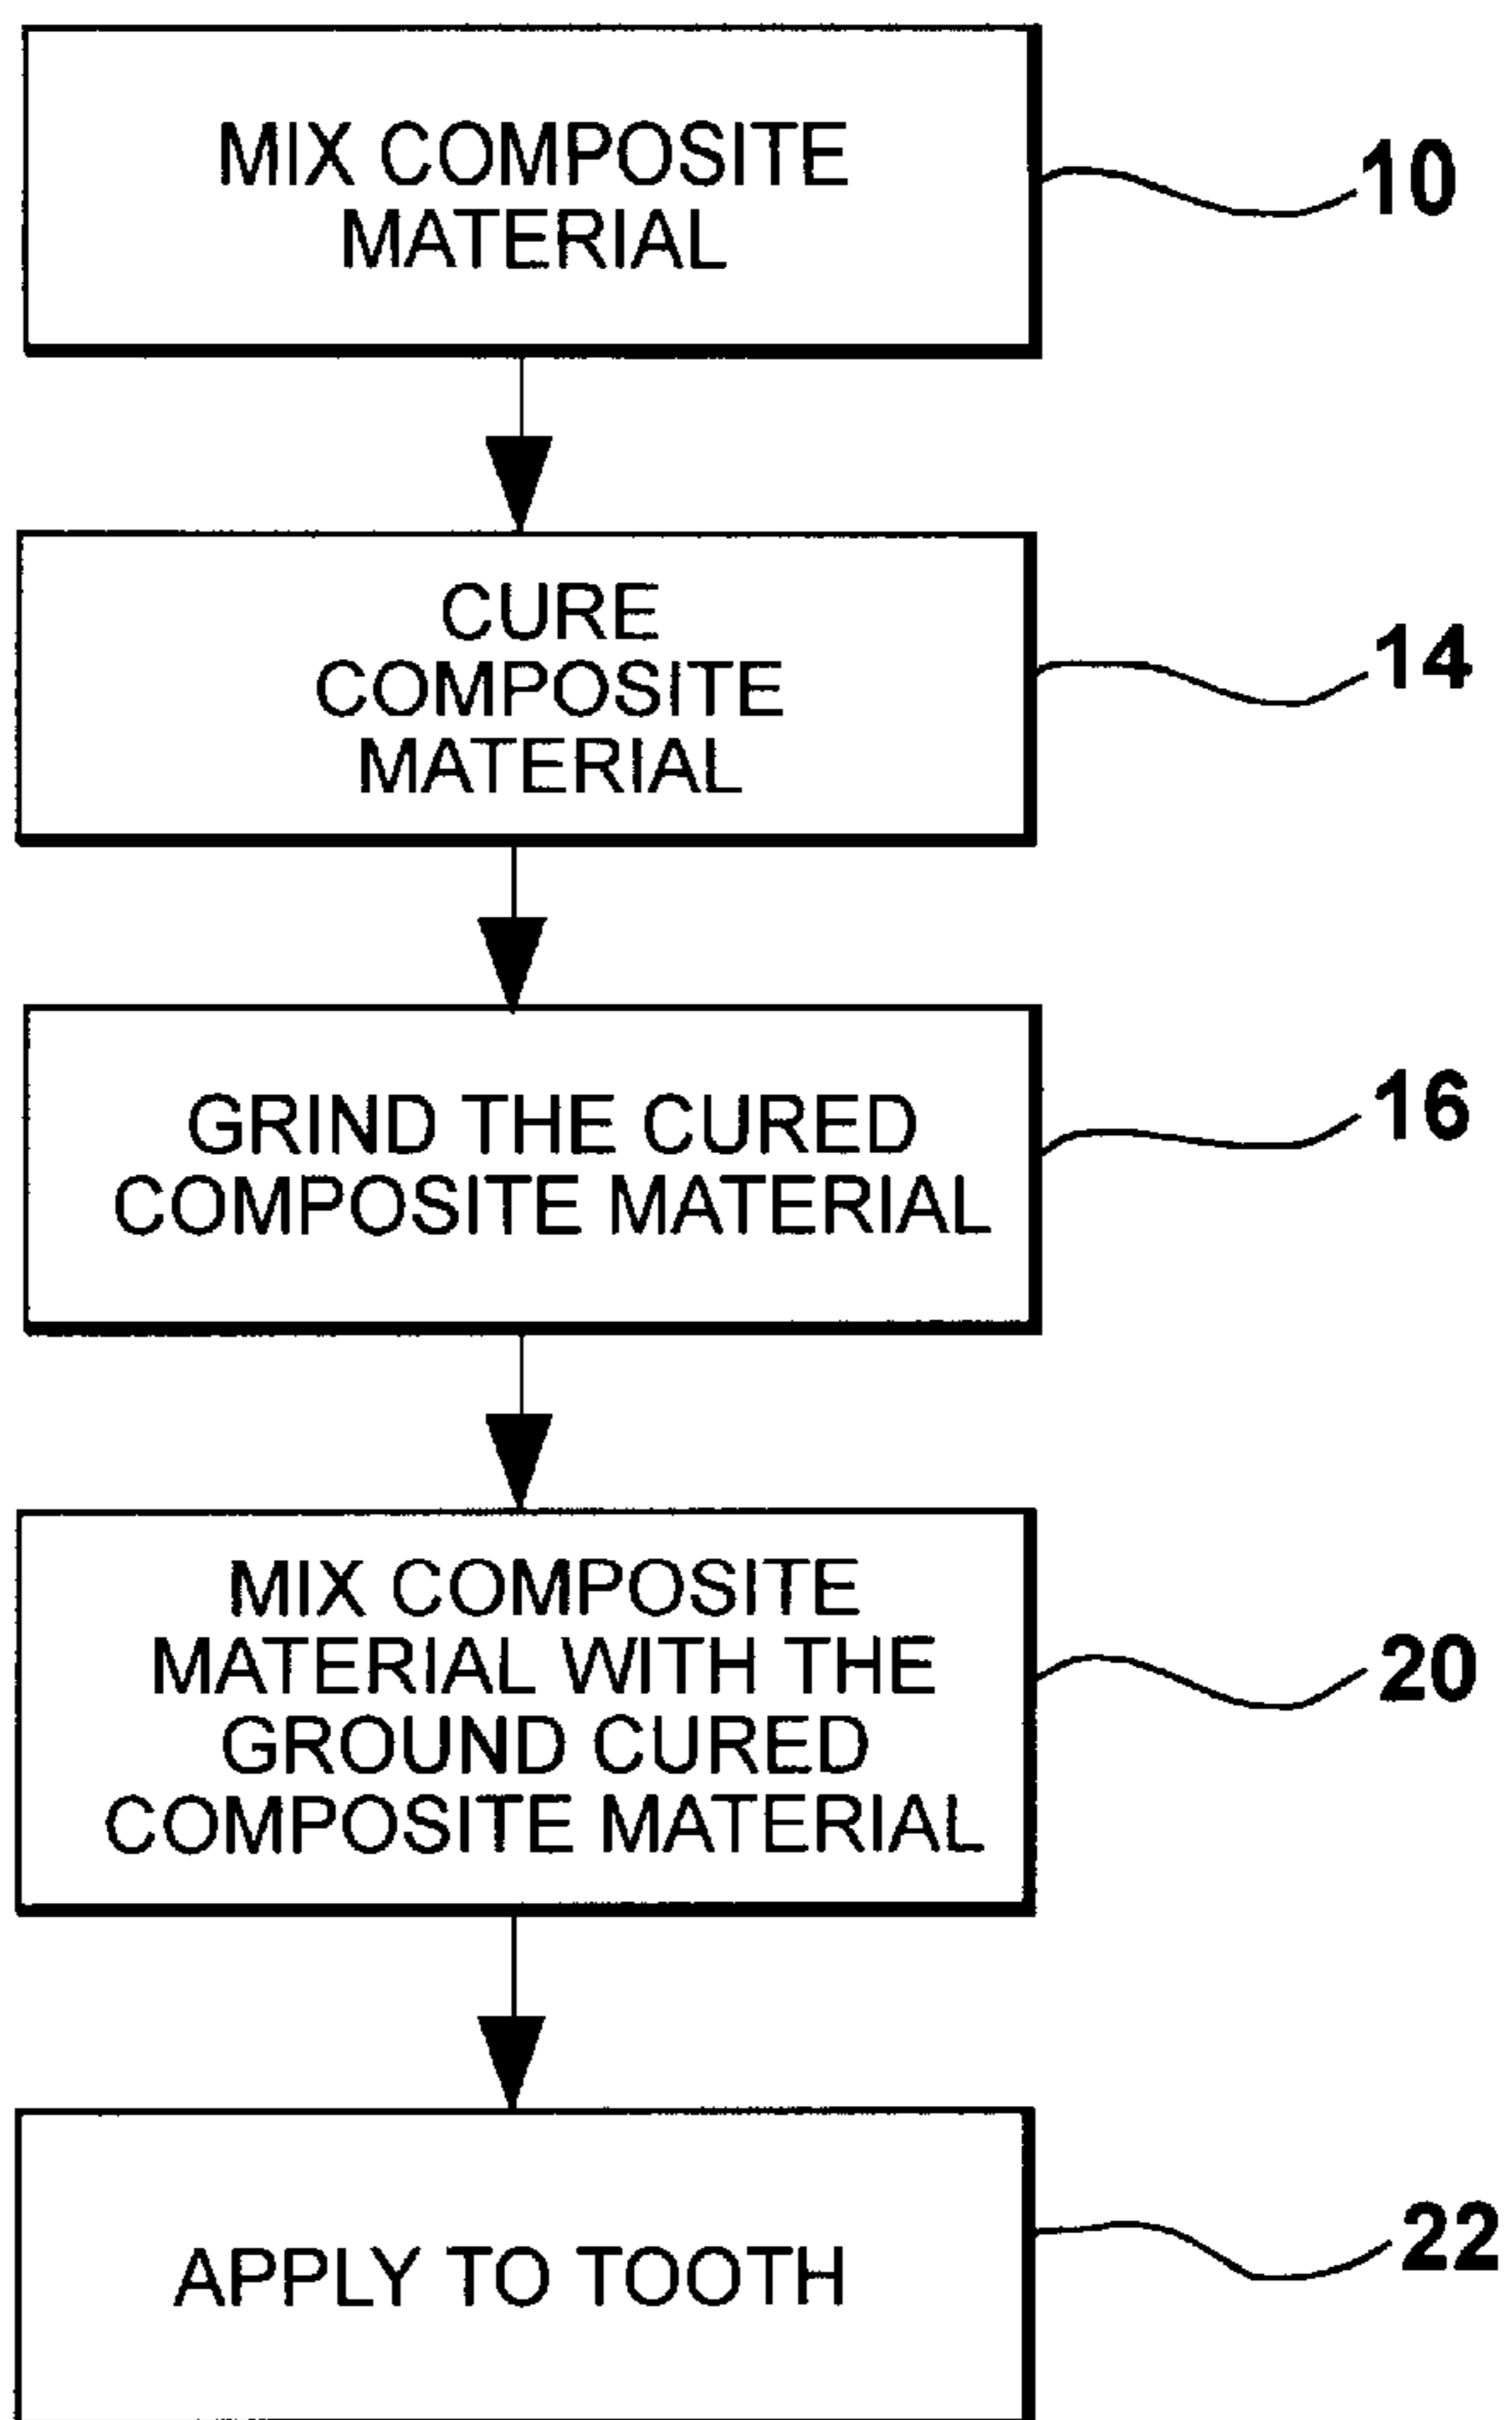 MIX COMPOSITE
MATERIAL
10
CURE
COMPOSITE
MATERIAL
14
GRIND THE CURED
COMPOSITE MATERIAL
16
MIX COMPOSITE
MATERIAL WITH THE
GROUND CURED
COMPOSITE MATERIAL
20
APPLY TO TOOTH
22